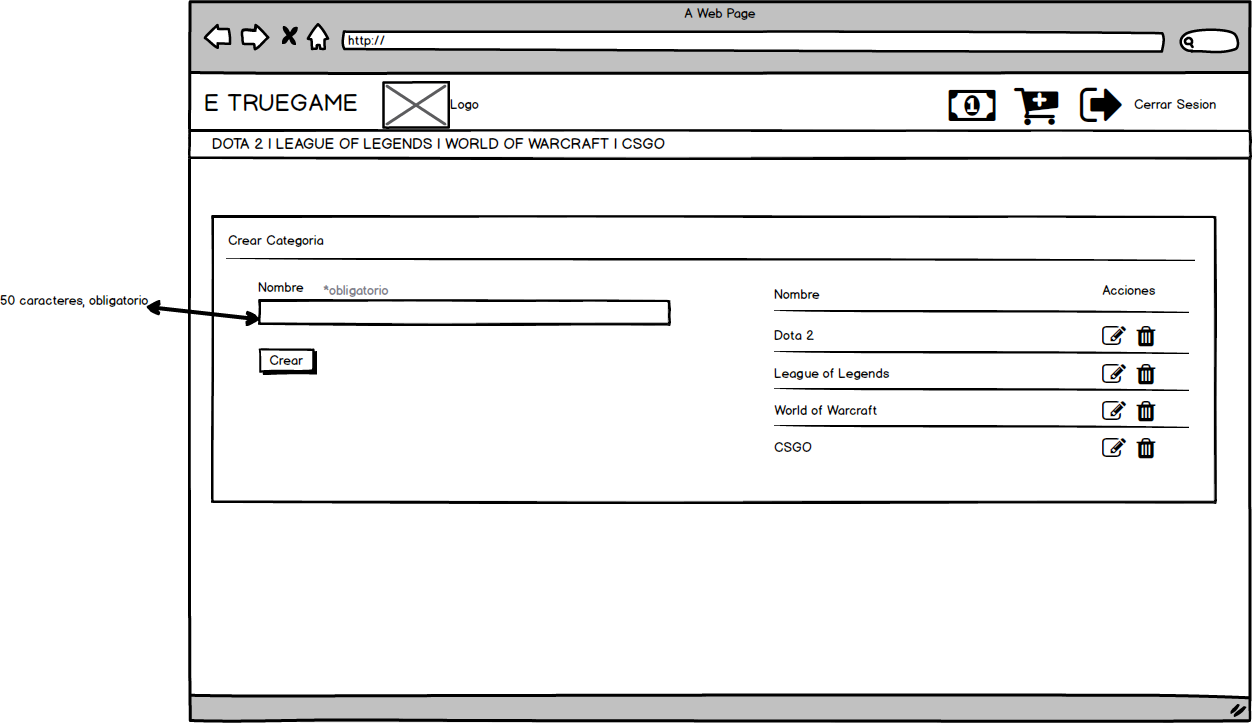 A Web Page
http://
E TRUEGAME
Logo
1
Cerrar Sesion
DOTA 2 I LEAGUE OF LEGENDS I WORLD OF WARCRAFT I CSGO
Crear Categoria
50 caracteres, obligatorio
Nombre *obligatorio
Crear
Nombre Acciones
Dota 2
League of Legends
World of Warcraft
CSGO